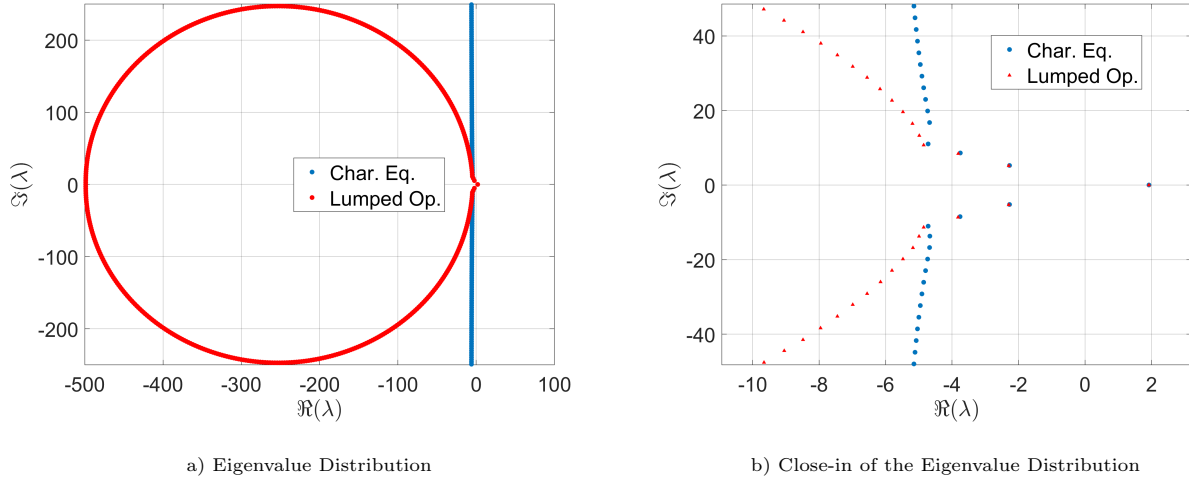 200
100
0
-100
-200
ℑ(λ)
Char. Eq.
Lumped Op.
-500 -400 -300 -200 -100 0 100
ℜ(λ)
a) Eigenvalue Distribution
40
20
0
-20
-40
ℑ(λ)
Char. Eq.
Lumped Op.
-10 -8 -6 -4 -2 0 2
ℜ(λ)
b) Close-in of the Eigenvalue Distribution